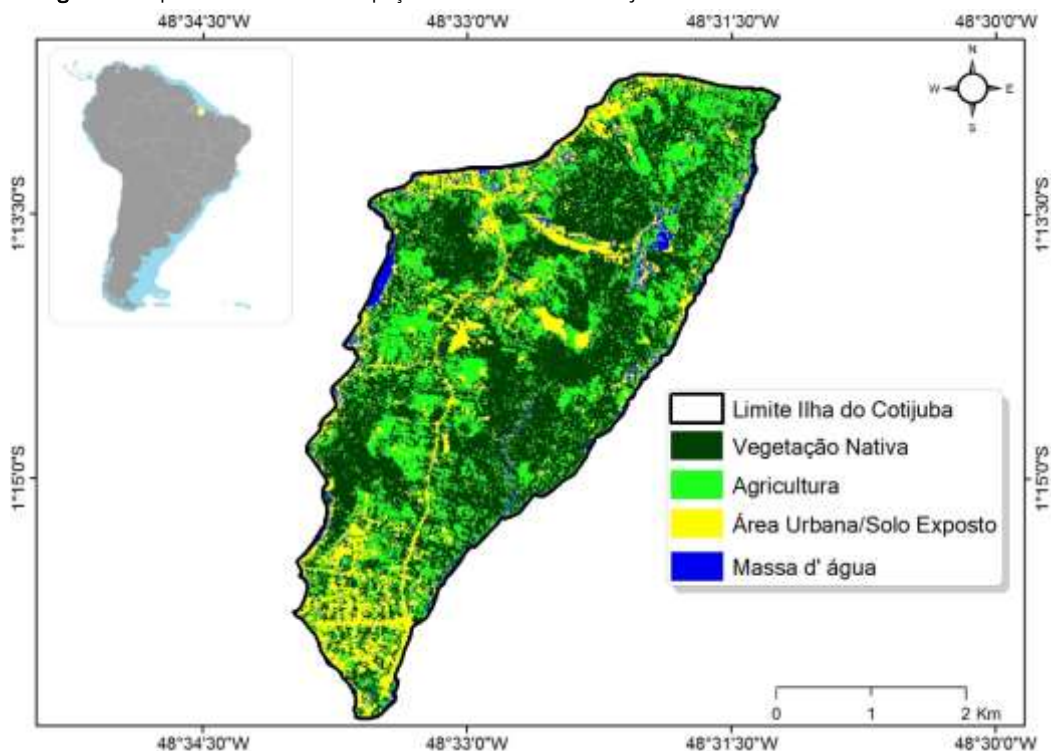 48°34'30"W 48°33'0"W 48°31'30"W 48°30'0"W
N
W E
S
1°13'30"S 1°13'30"S
1°15'0"S 1°15'0"S
Limite Ilha do Cotijuba
Vegetação Nativa
Agricultura
Área Urbana/Solo Exposto
Massa d' água
0 1 2 Km
48°34'30"W 48°33'0"W 48°31'30"W 48°30'0"W